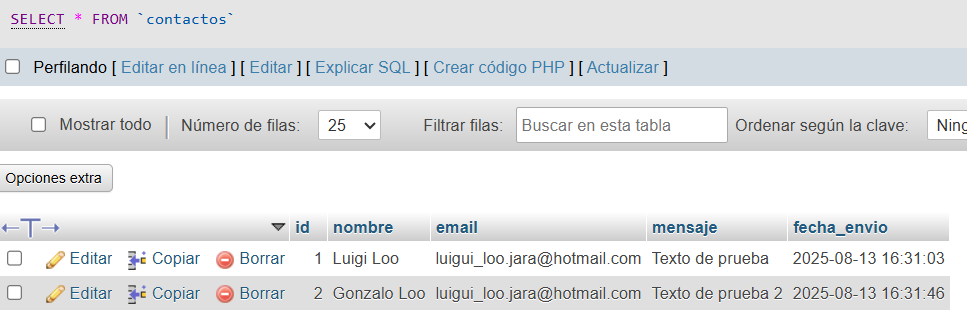 SELECT * FROM `contactos`
Perfilando [ Editar en línea ] [ Editar ] [ Explicar SQL ] [ Crear código PHP ] [ Actualizar ]
Mostrar todo Número de filas: 25 Filtrar filas: Buscar en esta tabla Ordenar según la clave: Ning
Opciones extra
id nombre email mensaje fecha_envio
Editar Copiar Borrar 1 Luigi Loo luigui_loo.jara@hotmail.com Texto de prueba 2025-08-13 16:31:03
Editar Copiar Borrar 2 Gonzalo Loo luigui_loo.jara@hotmail.com Texto de prueba 2 2025-08-13 16:31:46